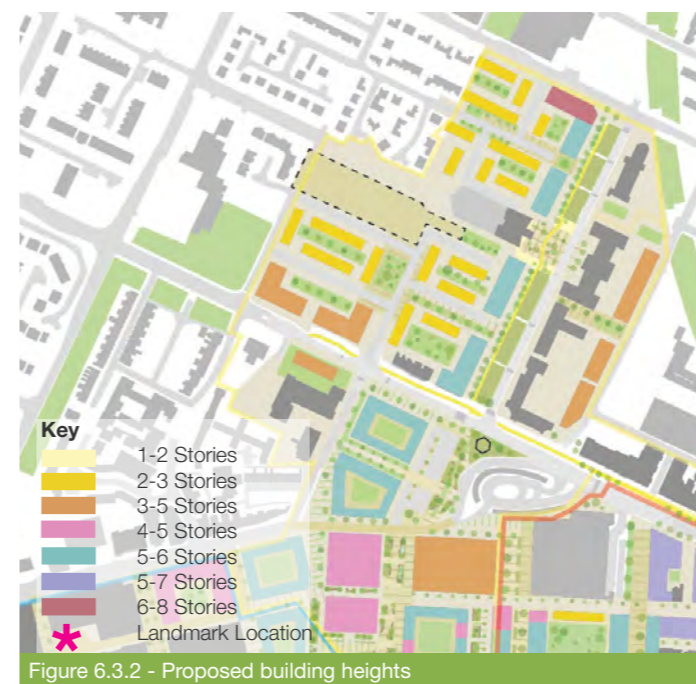 Key
1-2 Stories
2-3 Stories
3-5 Stories
4-5 Stories
5-6 Stories
5-7 Stories
6-8 Stories
Landmark Location
Figure 6.3.2 - Proposed building heights